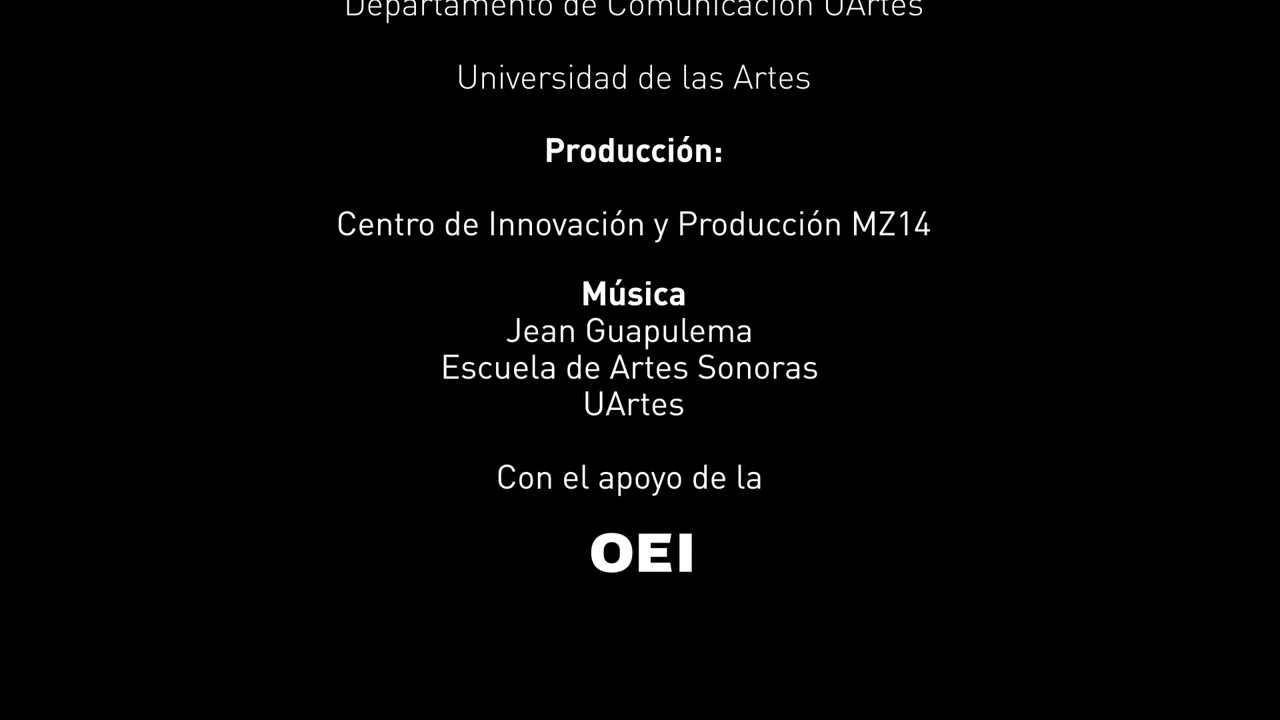 Departamento de Comunicación UArtes
Universidad de las Artes
Producción:
Centro de Innovación y Producción MZ14
Música
Jean Guapulema
Escuela de Artes Sonoras
UArtes
Con el apoyo de la
OEI